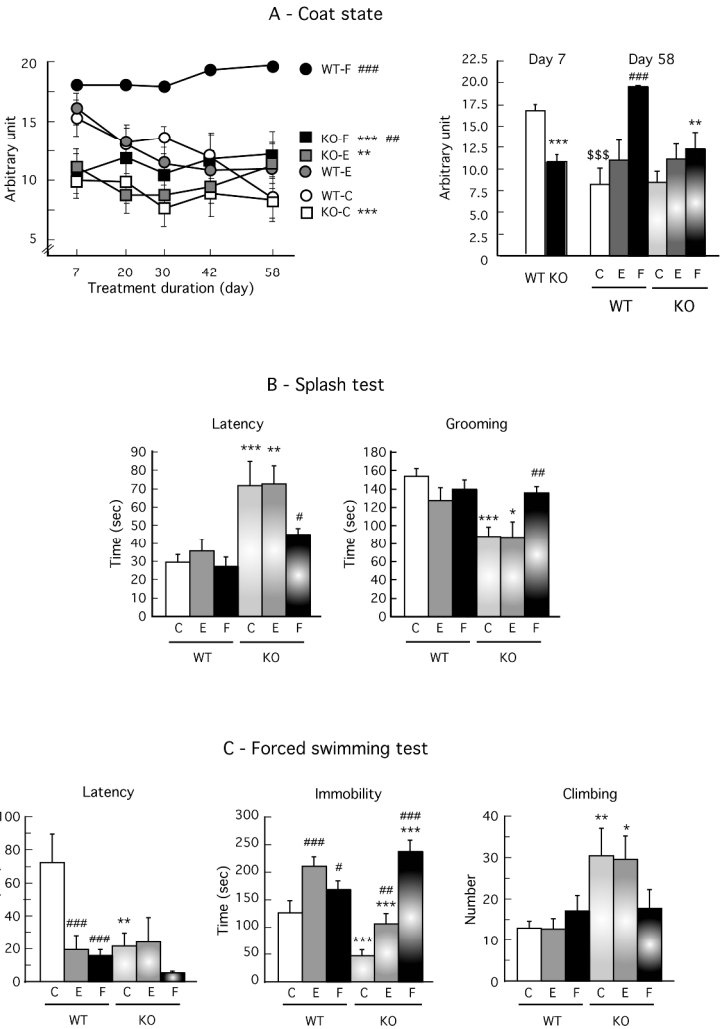 A - Coat state
20
15
10
5
Arbitrary unit
7 20 30 42 58
Treatment duration (day)
WT-F ###
KO-F *** ##
KO-E **
WT-E
WT-C
KO-C ***
22.5
20.0
17.5
15.0
12.5
10.0
7.5
5.0
2.5
0
Arbitrary unit
Day 7 Day 58
***
$$$
###
**
WT KO
C E F C E F
WT KO
B - Splash test
Latency
90
80
70
60
50
40
30
20
10
0
Time (sec)
*** **
#
C E F C E F
WT KO
Grooming
180
160
140
120
100
80
60
40
20
0
Time (sec)
*** *
##
C E F C E F
WT KO
C - Forced swimming test
Latency
100
80
60
40
20
0
###
###
**
C E F C E F
WT KO
Immobility
300
250
200
150
100
50
0
Time (sec)
###
#
***
##
***
###
***
C E F C E F
WT KO
Climbing
40
30
20
10
0
Number
** *
C E F C E F
WT KO